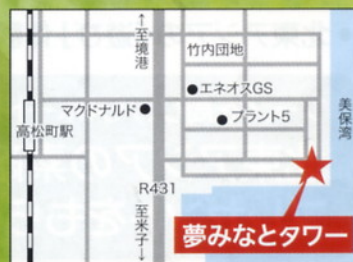 ←至境港
竹内団地
エネオスGS
マクドナルド
プラント5
高松町駅
美保湾
R431
至米子→
夢みなとタワー